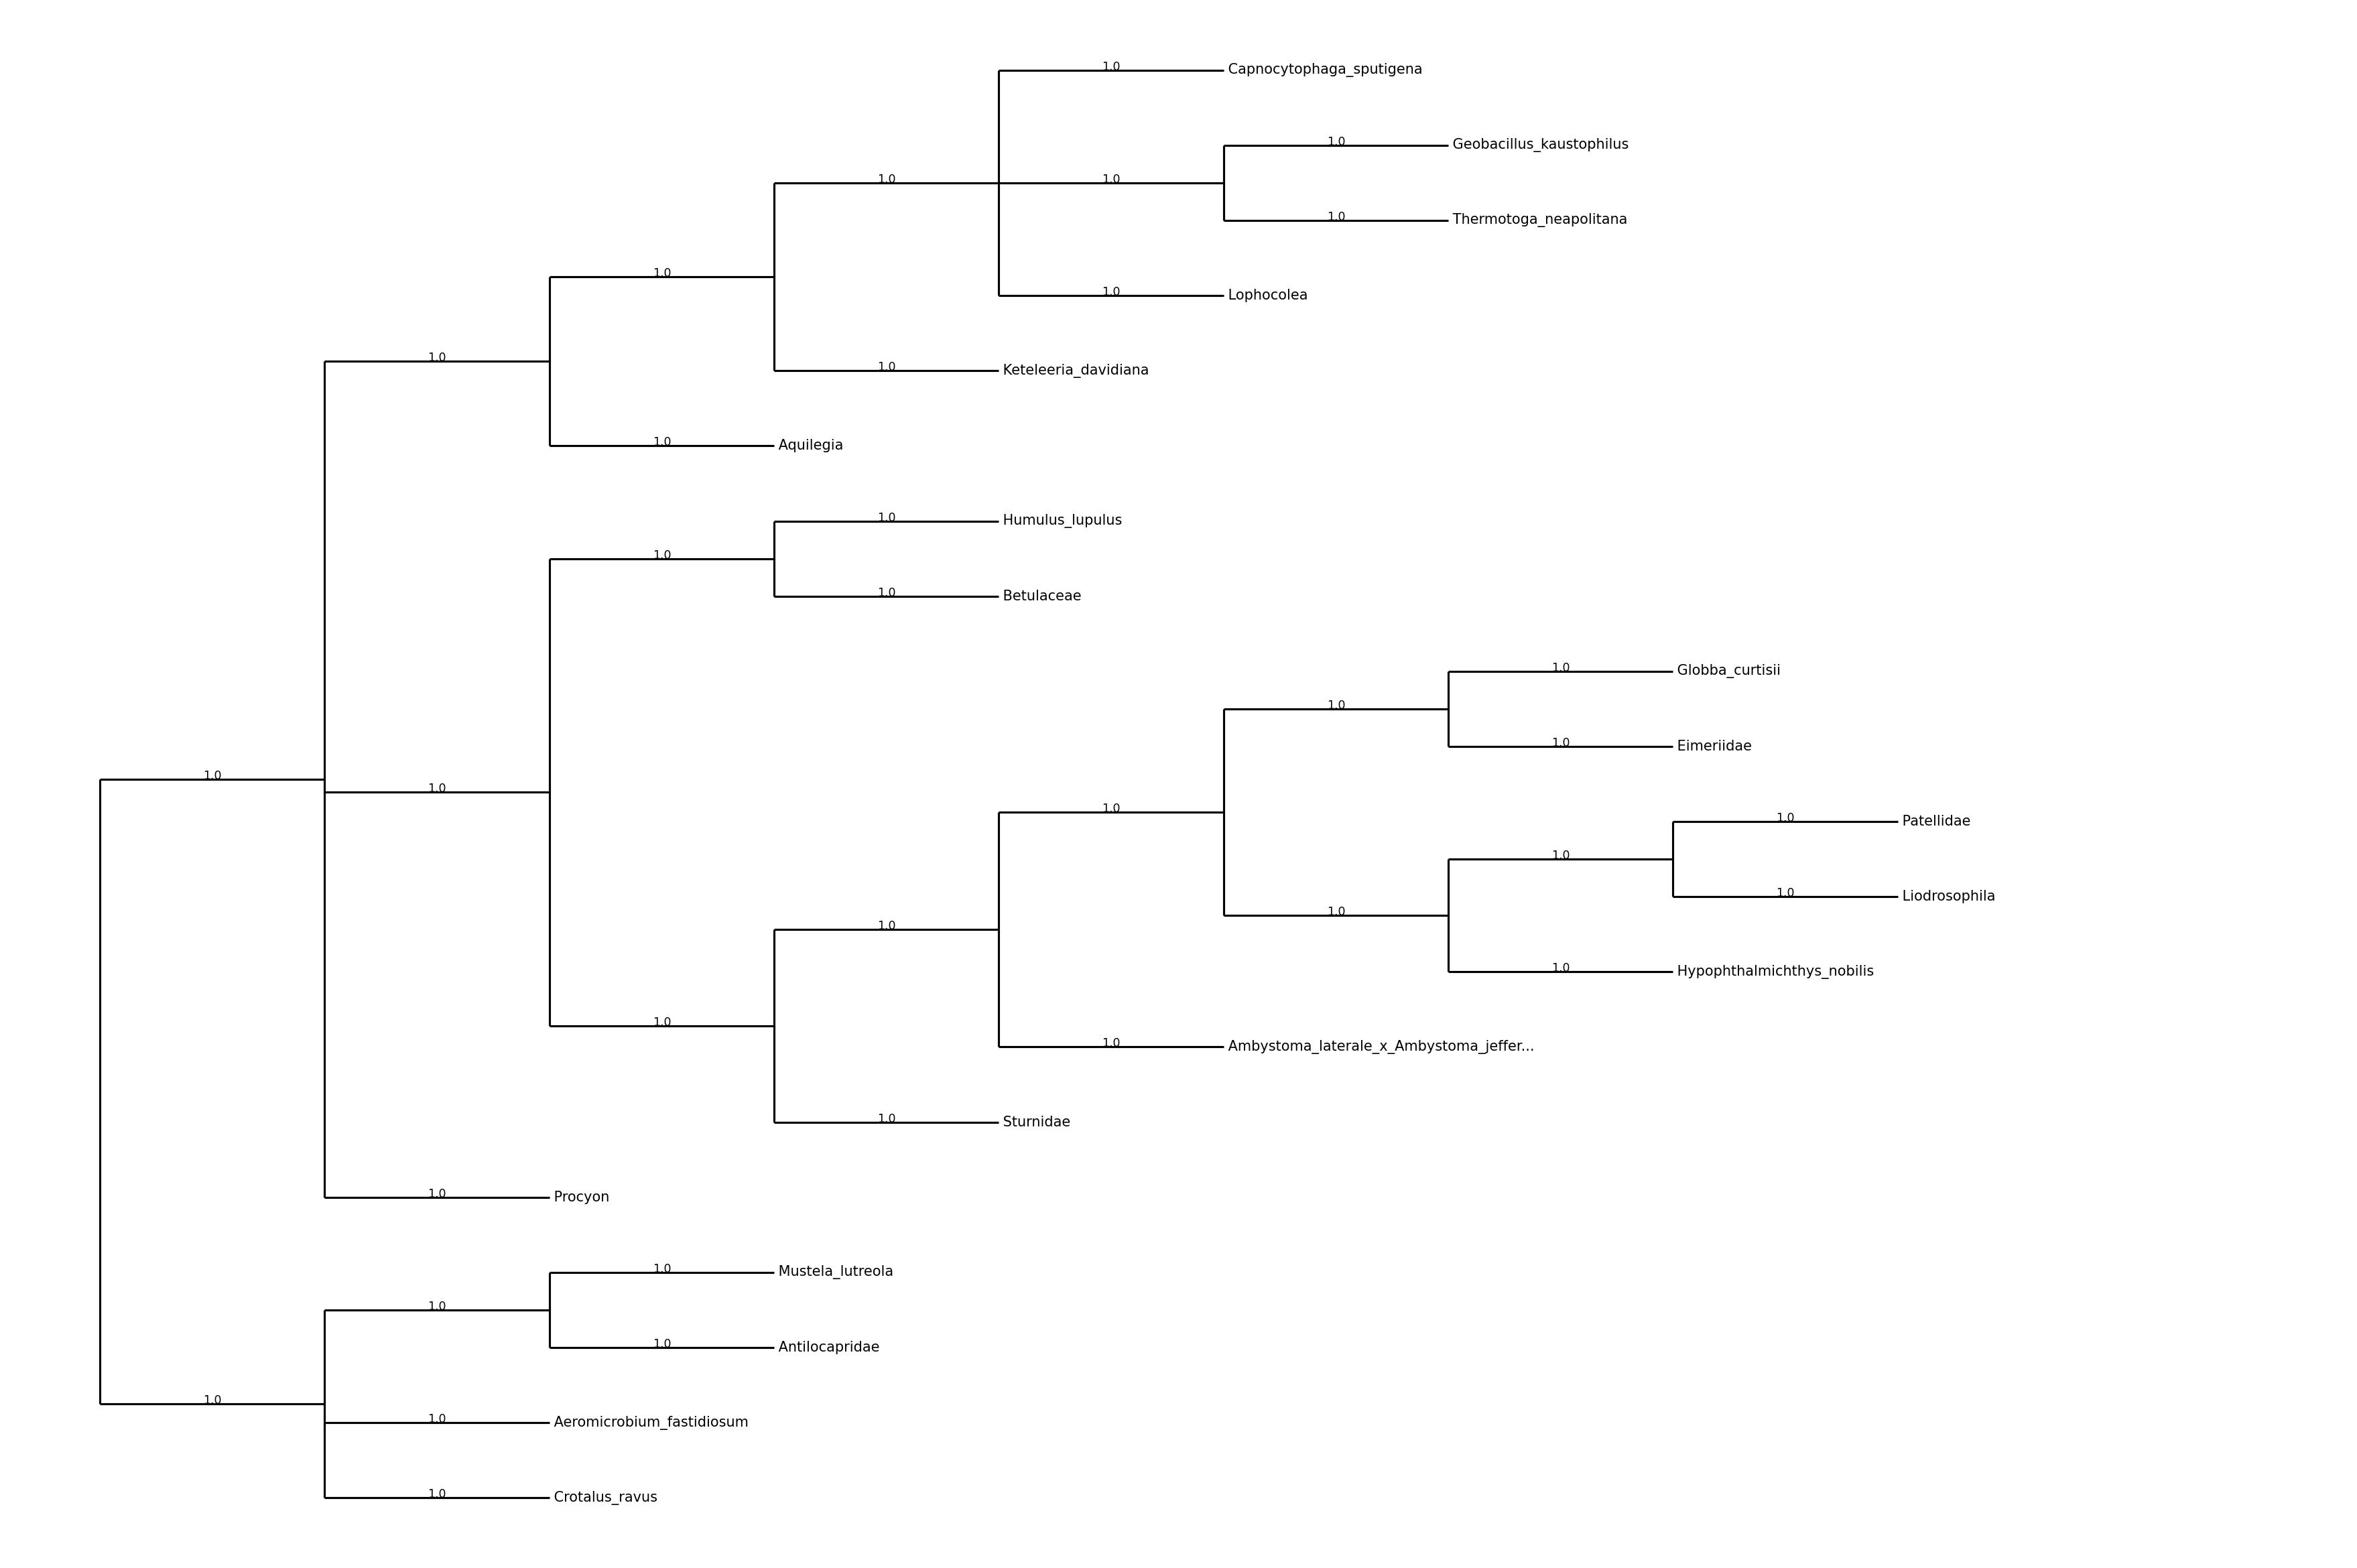 1.0 Capnocytophaga_sputigena
1.0 Geobacillus_kaustophilus
1.0 1.0
1.0 Thermotoga_neapolitana
1.0
1.0 Lophocolea
1.0
1.0 Keteleeria_davidiana
1.0 Aquilegia
1.0 Humulus_lupulus
1.0
1.0 Betulaceae
1.0 Globba_curtisii
1.0
1.0 Eimeriidae
1.0
1.0
1.0
1.0 Patellidae
1.0
1.0 Liodrosophila
1.0
1.0
1.0 Hypophthalmichthys_nobilis
1.0
1.0 Ambystoma_laterale_x_Ambystoma_jeffer...
1.0 Sturnidae
1.0 Procyon
1.0 Mustela_lutreola
1.0
1.0 Antilocapridae
1.0
1.0 Aeromicrobium_fastidiosum
1.0 Crotalus_ravus